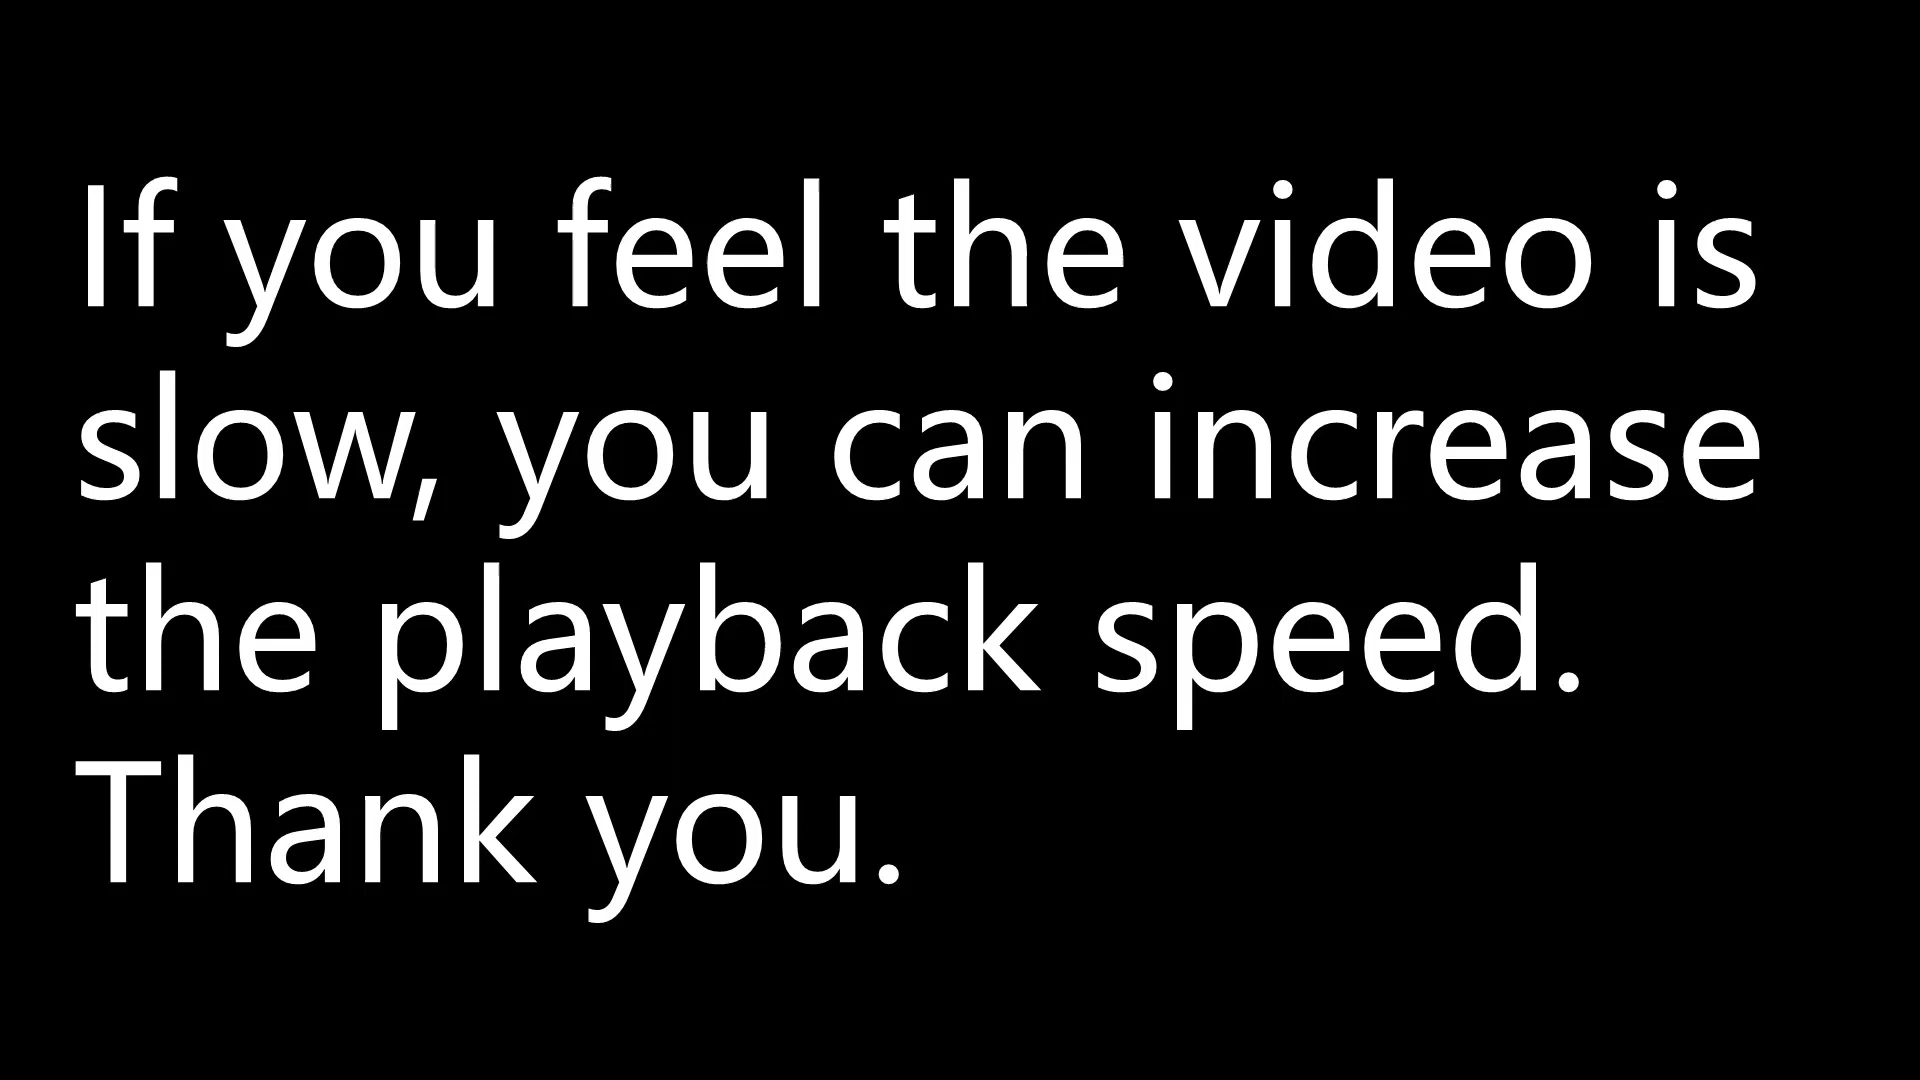 If you feel the video is
slow, you can increase
the playback speed.
Thank you.